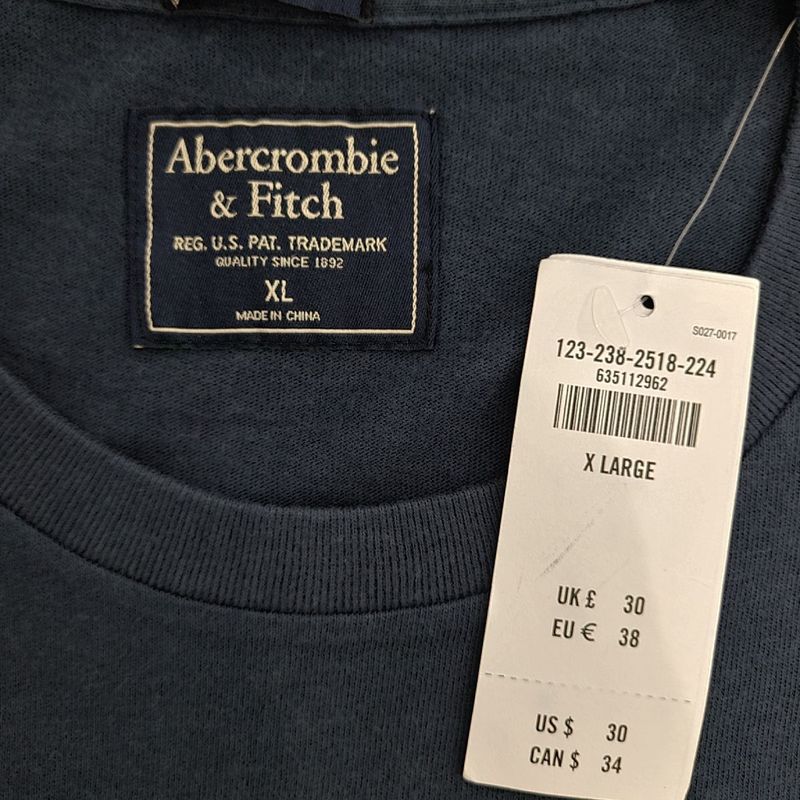 Abercrombie
& Fitch
REG. U.S. PAT. TRADEMARK
QUALITY SINCE 1892
XL
MADE IN CHINA
S027-0017
123-238-2518-224
635112962
X LARGE
UK £ 30
EU € 38
US $ 30
CAN $ 34